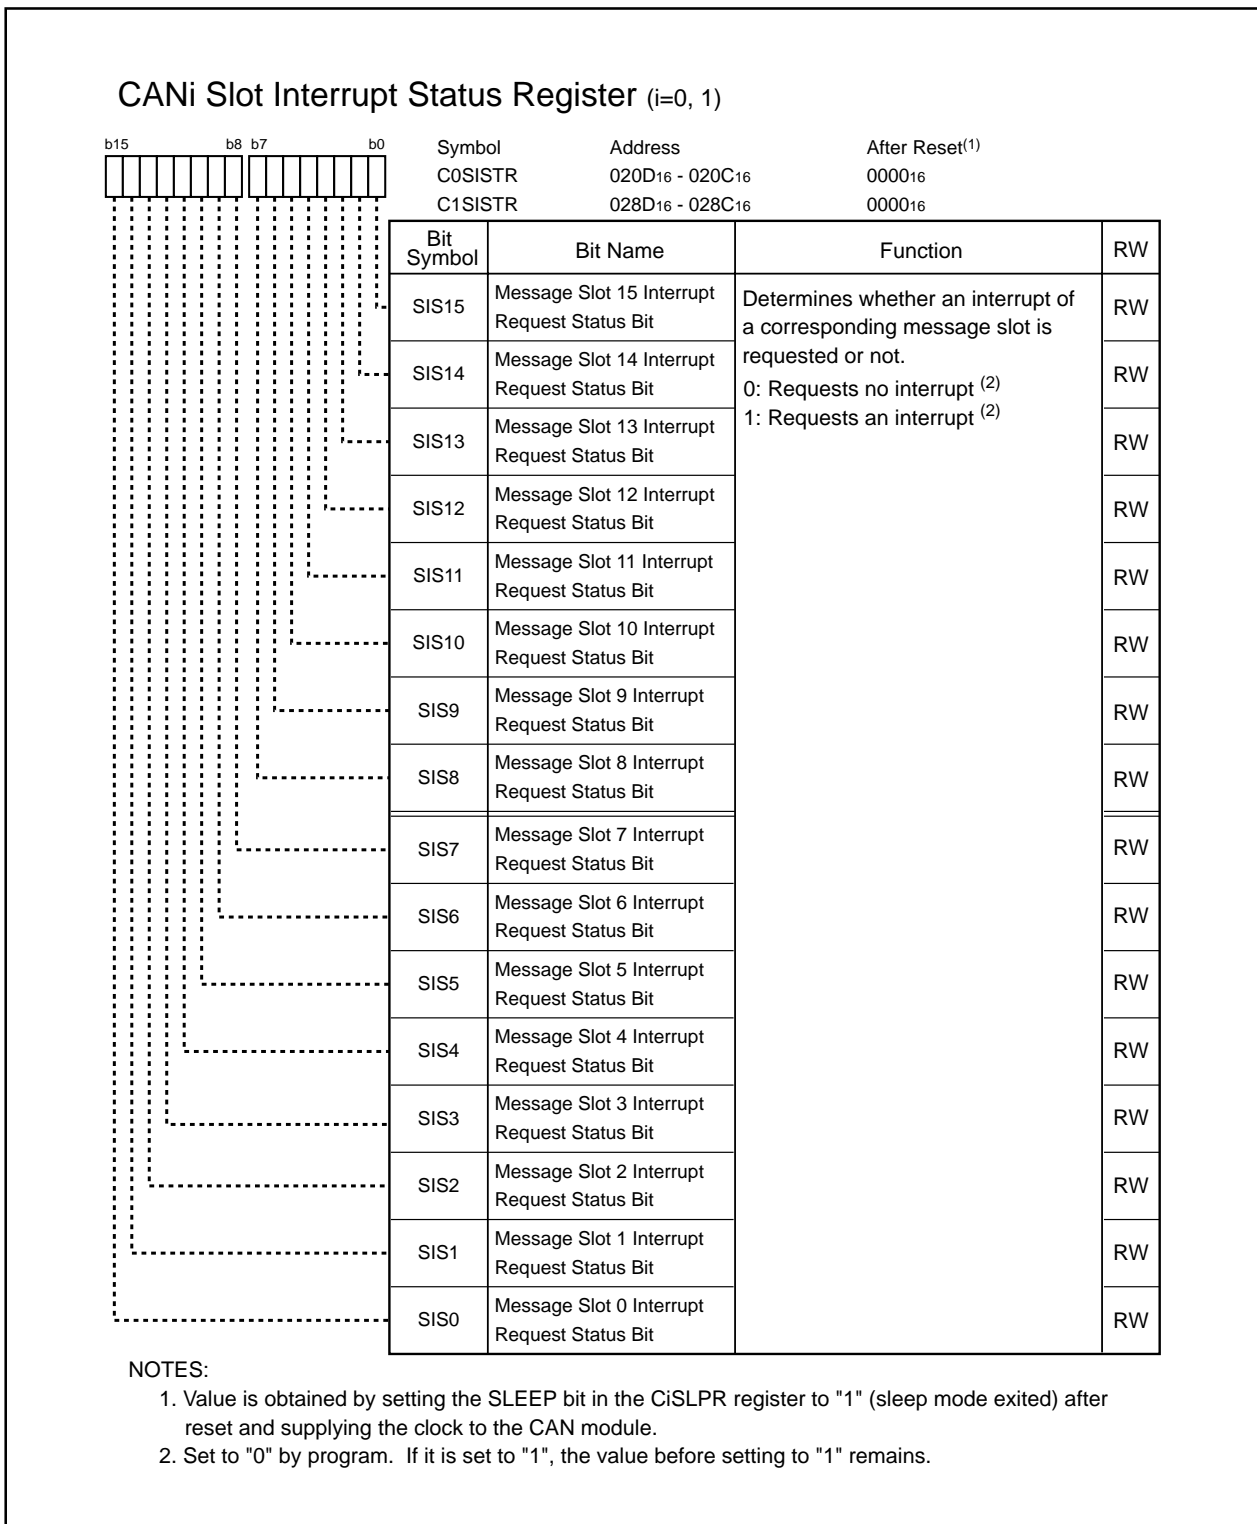 CANi Slot Interrupt Status Register (i=0, 1)
b15 b8 b7 b0
Symbol Address After Reset(1)
C0SISTR 020D16 - 020C16 000016
C1SISTR 028D16 - 028C16 000016
Bit Symbol Bit Name Function RW
SIS15 Message Slot 15 Interrupt Request Status Bit RW
Determines whether an interrupt of
a corresponding message slot is
requested or not.
0: Requests no interrupt (2)
1: Requests an interrupt (2)
SIS14 Message Slot 14 Interrupt Request Status Bit RW
SIS13 Message Slot 13 Interrupt Request Status Bit RW
SIS12 Message Slot 12 Interrupt Request Status Bit RW
SIS11 Message Slot 11 Interrupt Request Status Bit RW
SIS10 Message Slot 10 Interrupt Request Status Bit RW
SIS9 Message Slot 9 Interrupt Request Status Bit RW
SIS8 Message Slot 8 Interrupt Request Status Bit RW
SIS7 Message Slot 7 Interrupt Request Status Bit RW
SIS6 Message Slot 6 Interrupt Request Status Bit RW
SIS5 Message Slot 5 Interrupt Request Status Bit RW
SIS4 Message Slot 4 Interrupt Request Status Bit RW
SIS3 Message Slot 3 Interrupt Request Status Bit RW
SIS2 Message Slot 2 Interrupt Request Status Bit RW
SIS1 Message Slot 1 Interrupt Request Status Bit RW
SIS0 Message Slot 0 Interrupt Request Status Bit RW
NOTES:
1. Value is obtained by setting the SLEEP bit in the CiSLPR register to "1" (sleep mode exited) after
reset and supplying the clock to the CAN module.
2. Set to "0" by program. If it is set to "1", the value before setting to "1" remains.